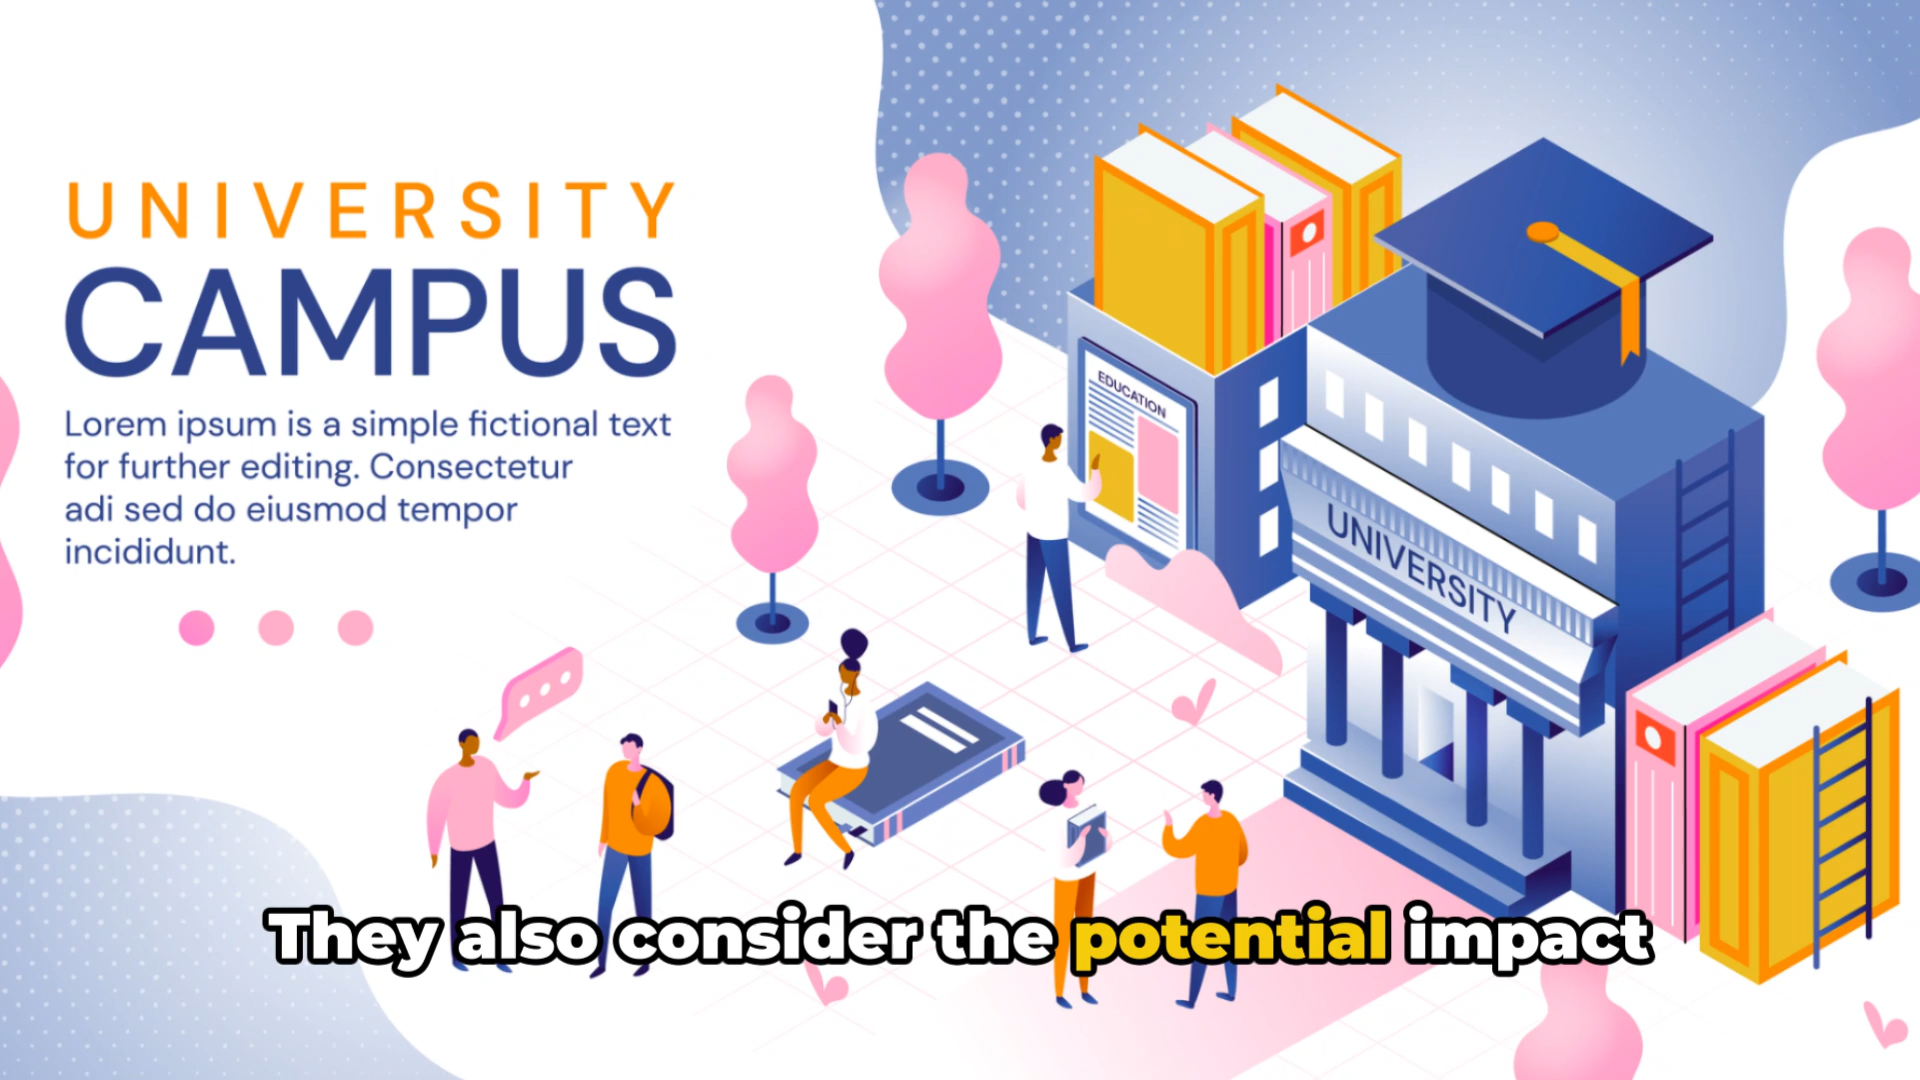 UNIVERSITY
CAMPUS
Lorem ipsum is a simple fictional text
for further editing. Consectetur
adi sed do eiusmod tempor
incididunt.
EDUCATION
UNIVERSITY
They also consider the potential impact